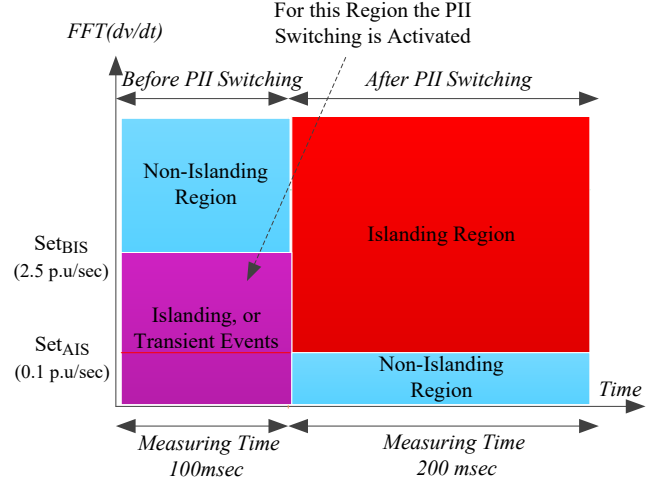 For this Region the PII
Switching is Activated
FFT(dv/dt)
Before PII Switching
After PII Switching
Non-Islanding
Region
Islanding Region
SetBIS
(2.5 p.u/sec)
Islanding, or
Transient Events
SetAIS
(0.1 p.u/sec)
Non-Islanding
Region
Time
Measuring Time
100msec
Measuring Time
200 msec